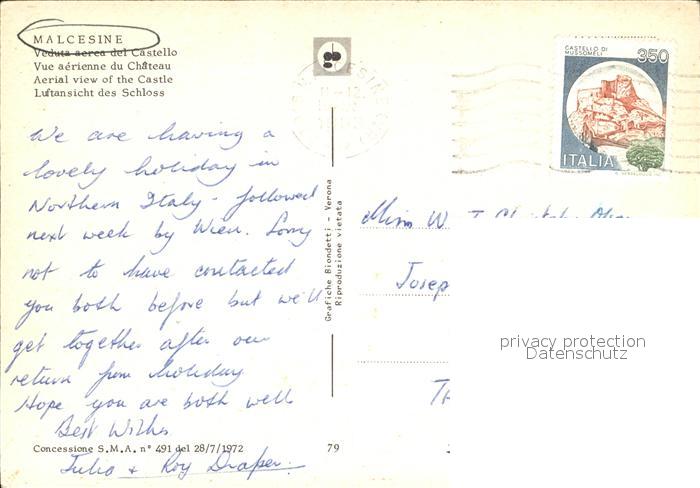 MALCESINE
Veduta aerea del Castello
Vue aérienne du Château
Aerial view of the Castle
Luftansicht des Schloss
We are having a
lovely holiday in
Northern Italy - followed
next week by Wien. Sorry
not to have contacted
you both before but we'll
get together after our
return from holiday
Hope you are both well
Best Wishes
Concessione S.M.A. n° 491 del 28/7/1972
Julia + Roy Draper.
79
Grafiche Biondetti - Verona
Riproduzione vietata
CASTELLO DI
MUSSOMELI
350
ITALIA
Miss W
Josep
TH
privacy protection
Datenschutz